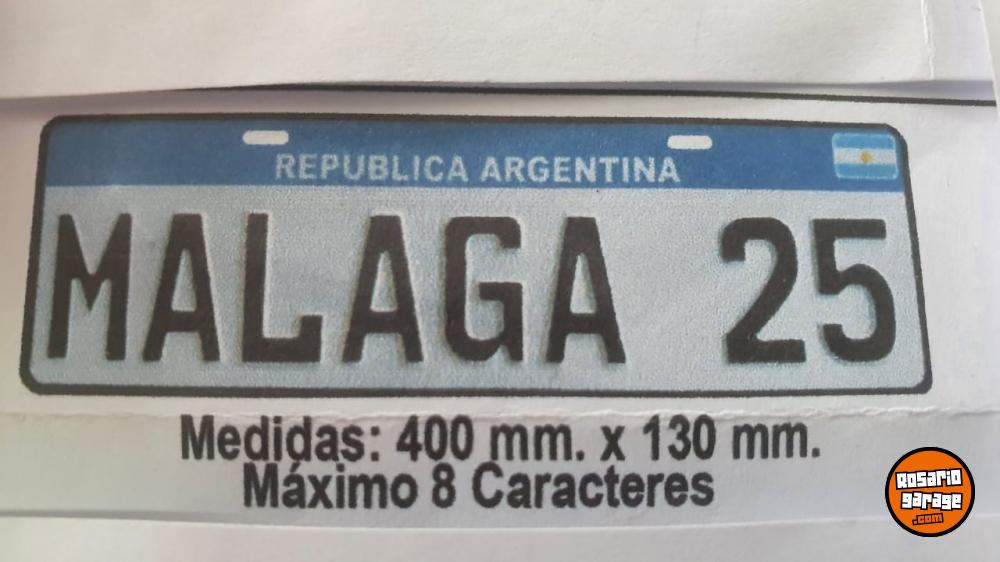 REPUBLICA ARGENTINA
MALAGA 25
Medidas: 400 mm. x 130 mm.
Máximo 8 Caracteres
Rosario
garage
.com